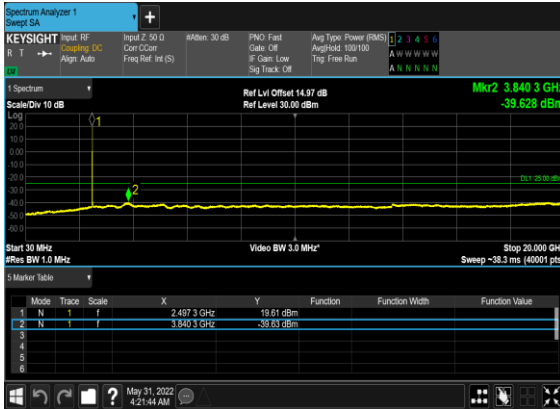 Spectrum Analyzer 1
Swept SA
+
KEYSIGHT Input: RF Input Z: 50 Ω #Atten: 30 dB PNO: Fast Avg Type: Power (RMS) 1 2 3 4 5 6
R T Coupling: DC Corr CCorr Gate: Off Avg|Hold: 100/100 A W W W W W
Align: Auto Freq Ref: Int (S) IF Gain: Low Trig: Free Run
Sig Track: Off A N N N N N
1 Spectrum
Scale/Div 10 dB Ref Lvl Offset 14.97 dB Mkr2 3.840 3 GHz
Ref Level 30.00 dBm -39.628 dBm
Log
20.0
10.0
0.00
-10.0
-20.0
-30.0
-40.0
-50.0
-60.0
1
2
DL1 -25.00 dBm
Start 30 MHz Video BW 3.0 MHz* Stop 20.000 GHz
#Res BW 1.0 MHz Sweep ~38.3 ms (40001 pts)
5 Marker Table
Mode Trace Scale X Y Function Function Width Function Value
1 N 1 f 2.497 3 GHz 19.61 dBm
2 N 1 f 3.840 3 GHz -39.63 dBm
3
4
5
6
?
May 31, 2022
4:21:44 AM